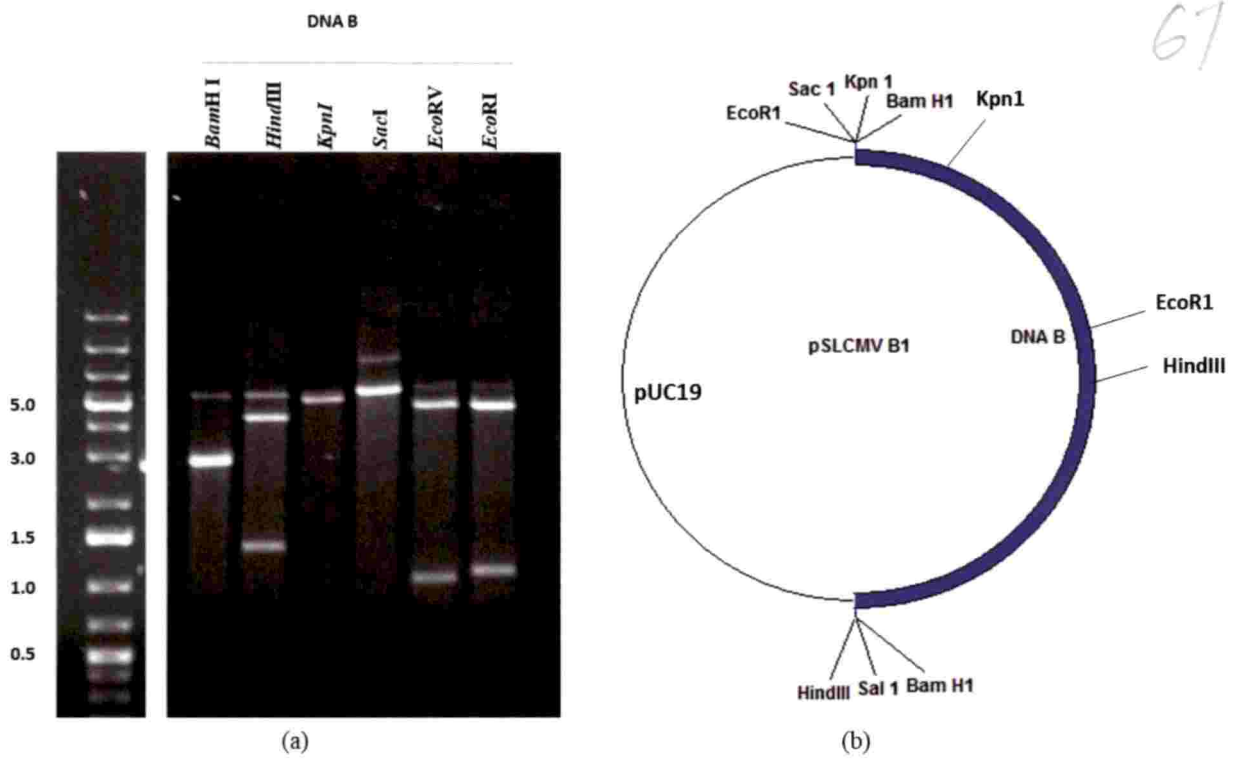 DNA B
BamH I
HindIII
KpnI
SacI
EcoRV
EcoRI
5.0
3.0
1.5
1.0
0.5
(a)
67
Sac 1
Kpn 1
EcoR1
Bam H1
Kpn1
EcoR1
DNA B
HindIII
pSLCMV B1
pUC19
HindIII
Sal 1
Bam H1
(b)